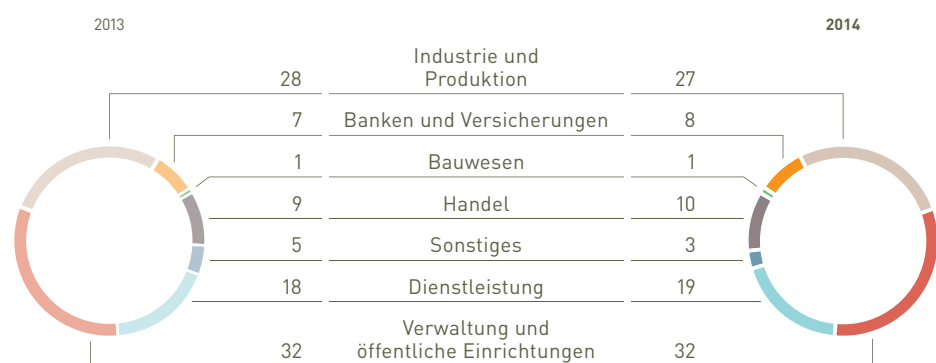 2013 2014
Industrie und
28 Produktion 27
7 Banken und Versicherungen 8
1 Bauwesen 1
9 Handel 10
5 Sonstiges 3
18 Dienstleistung 19
Verwaltung und
32 öffentliche Einrichtungen 32